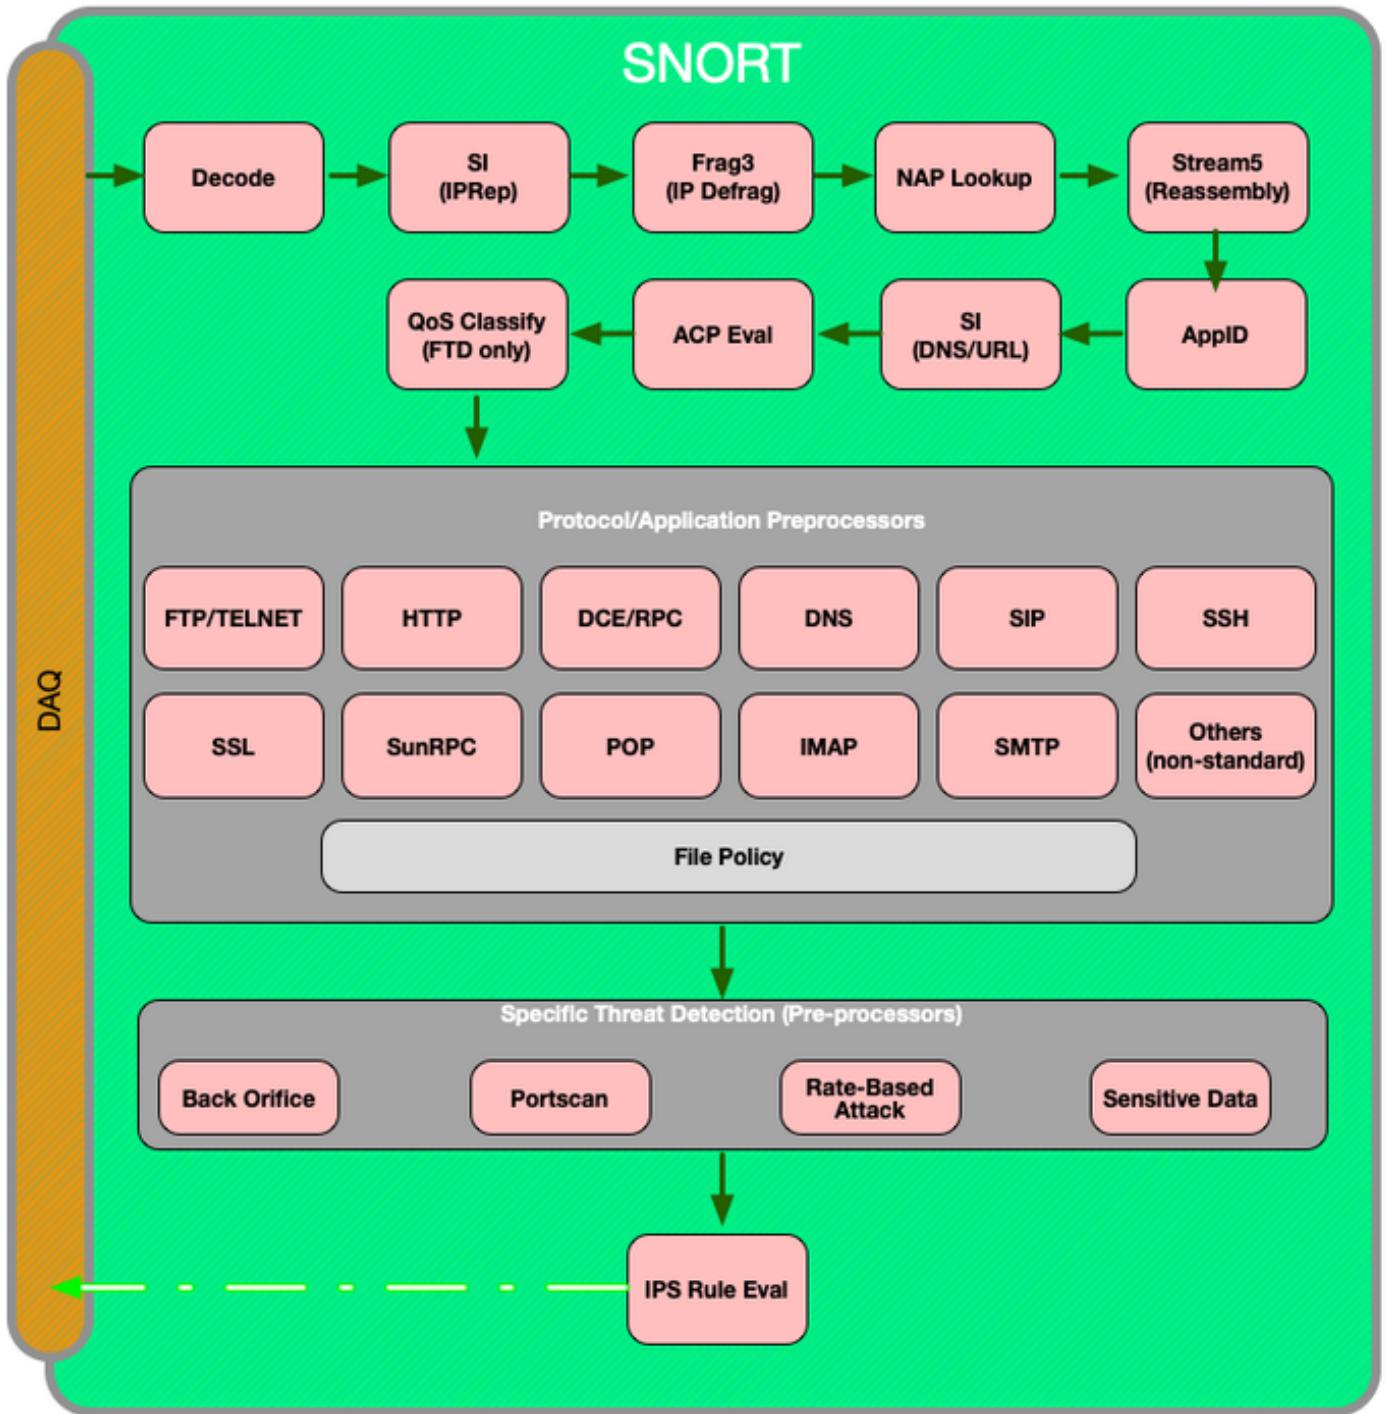 SNORT
Decode
SI
(IPRep)
Frag3
(IP Defrag)
NAP Lookup
Stream5
(Reassembly)
QoS Classify
(FTD only)
ACP Eval
SI
(DNS/URL)
AppID
Protocol/Application Preprocessors
FTP/TELNET
HTTP
DCE/RPC
DNS
SIP
SSH
SSL
SunRPC
POP
IMAP
SMTP
Others
(non-standard)
File Policy
DAQ
Specific Threat Detection (Pre-processors)
Back Orifice
Portscan
Rate-Based
Attack
Sensitive Data
IPS Rule Eval